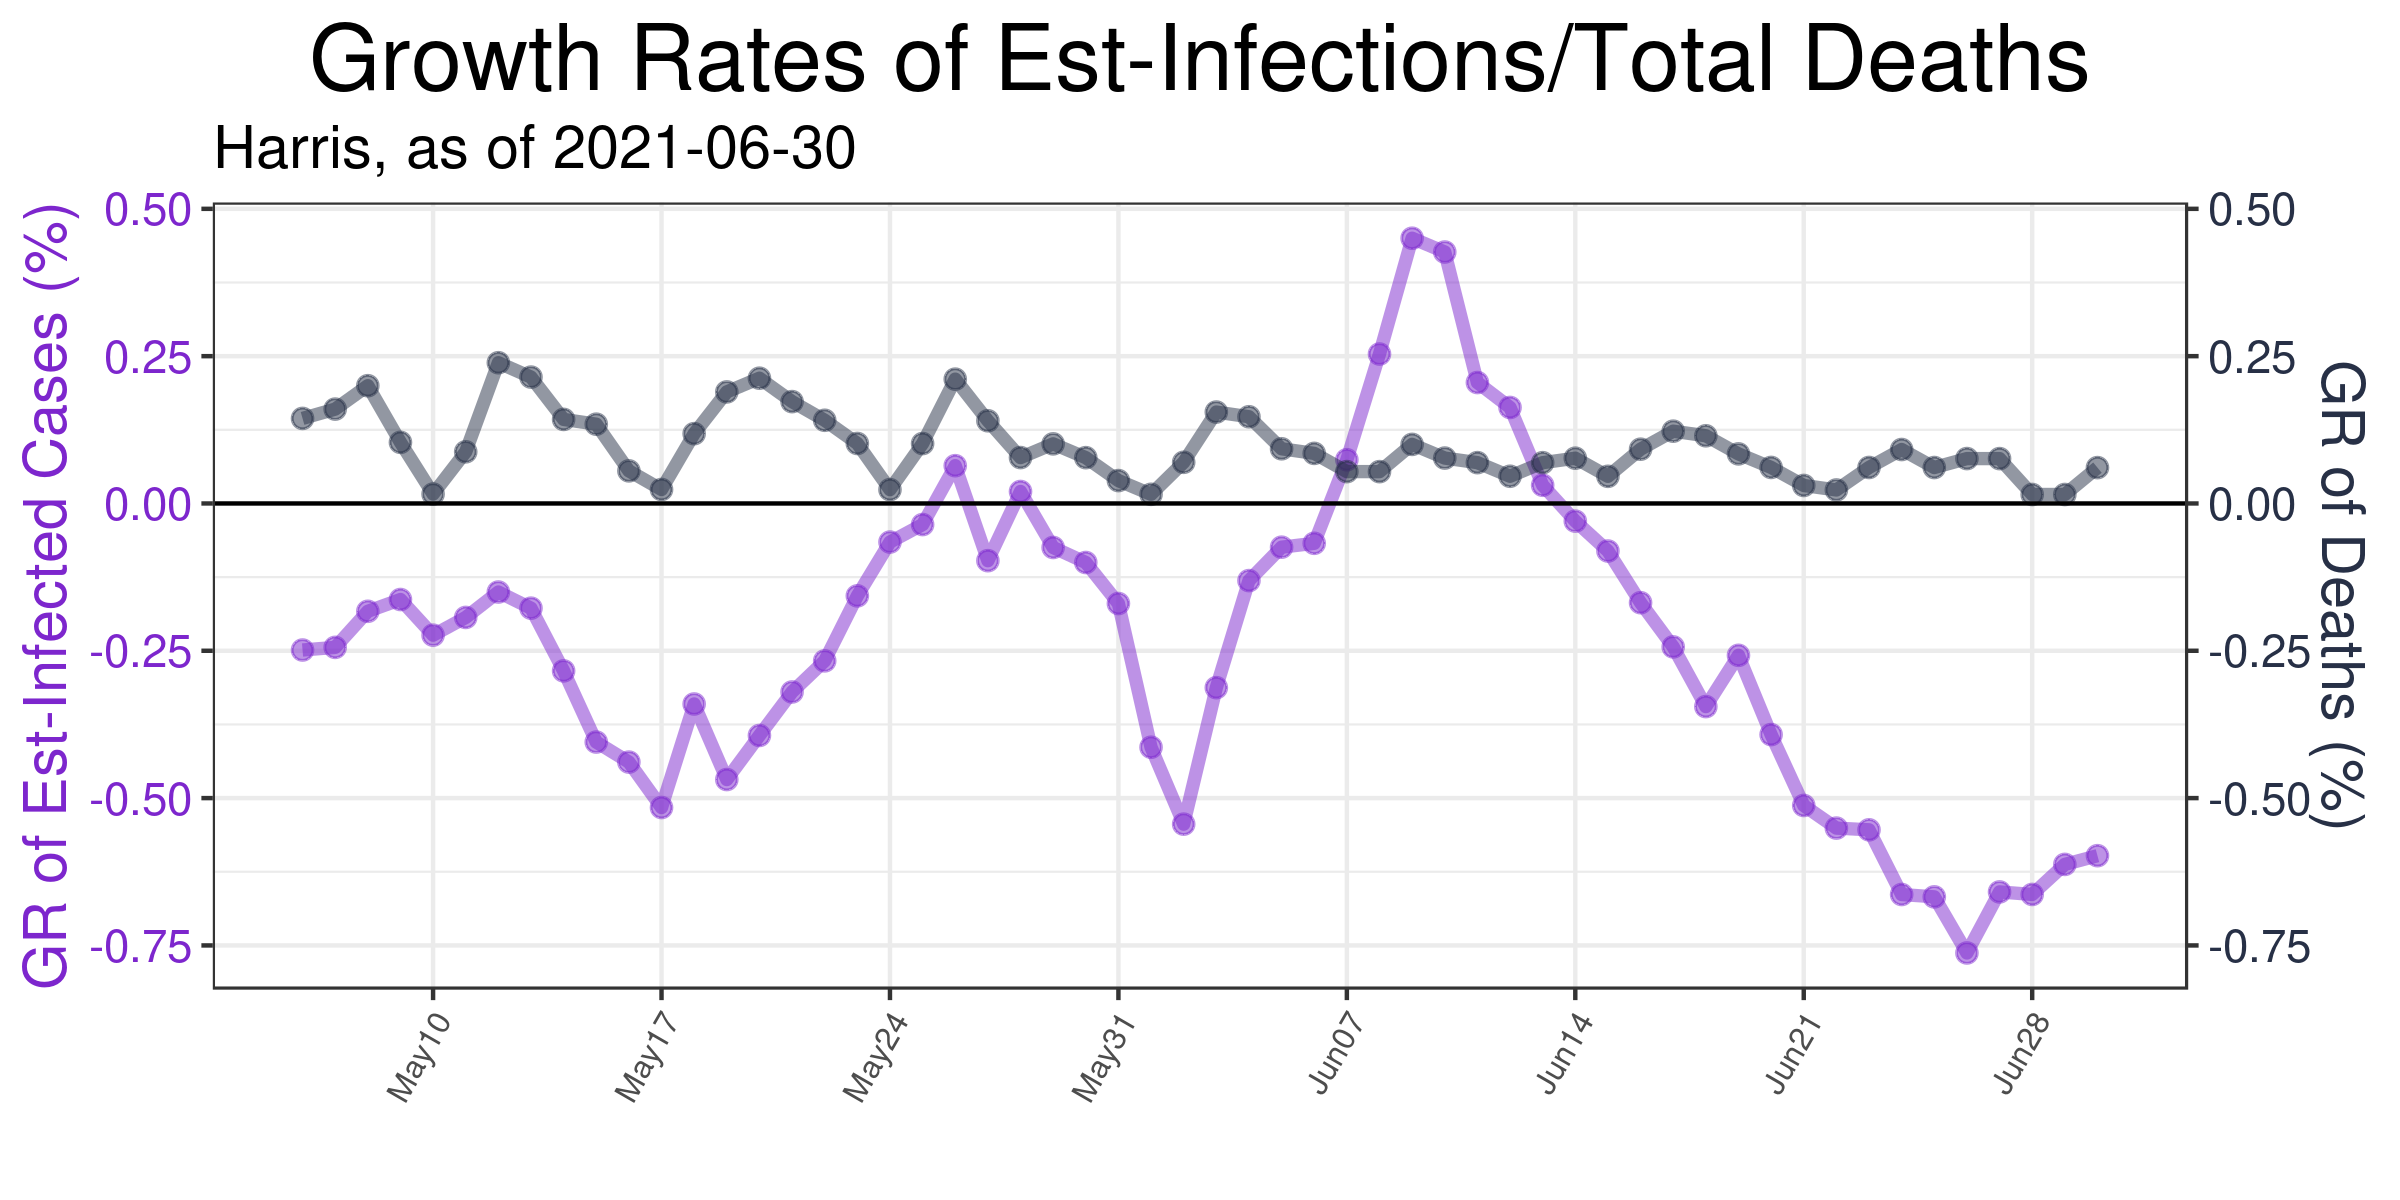 Growth Rates of Est-Infections/Total Deaths
Harris, as of 2021-06-30
GR of Est-Infected Cases (%)
0.50
0.25
0.00
-0.25
-0.50
-0.75
0.50
0.25
0.00
-0.25
-0.50
-0.75
GR of Deaths (%)
May10
May17
May24
May31
Jun07
Jun14
Jun21
Jun28